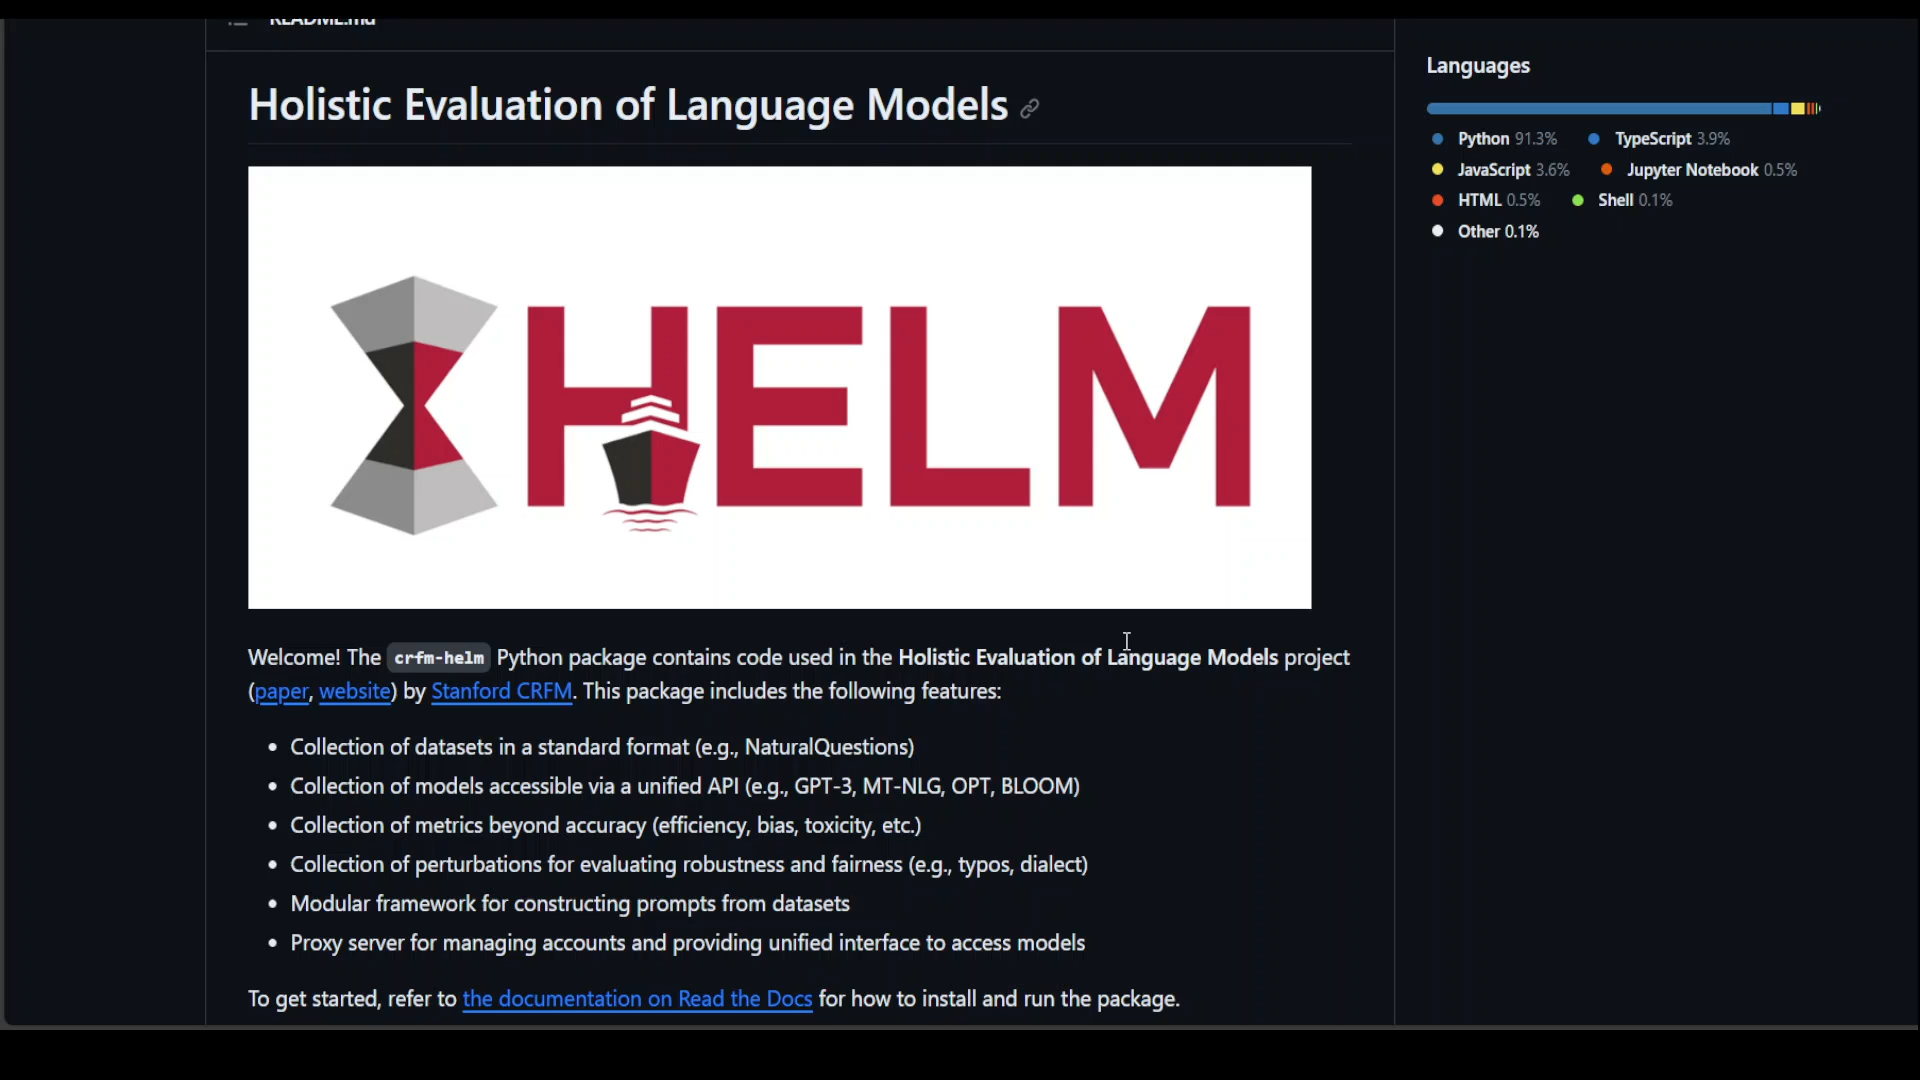 README.md
Holistic Evaluation of Language Models
HELM
Welcome! The crfm-helm Python package contains code used in the Holistic Evaluation of Language Models project
(paper, website) by Stanford CRFM. This package includes the following features:
• Collection of datasets in a standard format (e.g., NaturalQuestions)
• Collection of models accessible via a unified API (e.g., GPT-3, MT-NLG, OPT, BLOOM)
• Collection of metrics beyond accuracy (efficiency, bias, toxicity, etc.)
• Collection of perturbations for evaluating robustness and fairness (e.g., typos, dialect)
• Modular framework for constructing prompts from datasets
• Proxy server for managing accounts and providing unified interface to access models
To get started, refer to the documentation on Read the Docs for how to install and run the package.
Languages
Python 91.3% TypeScript 3.9%
JavaScript 3.6% Jupyter Notebook 0.5%
HTML 0.5% Shell 0.1%
Other 0.1%